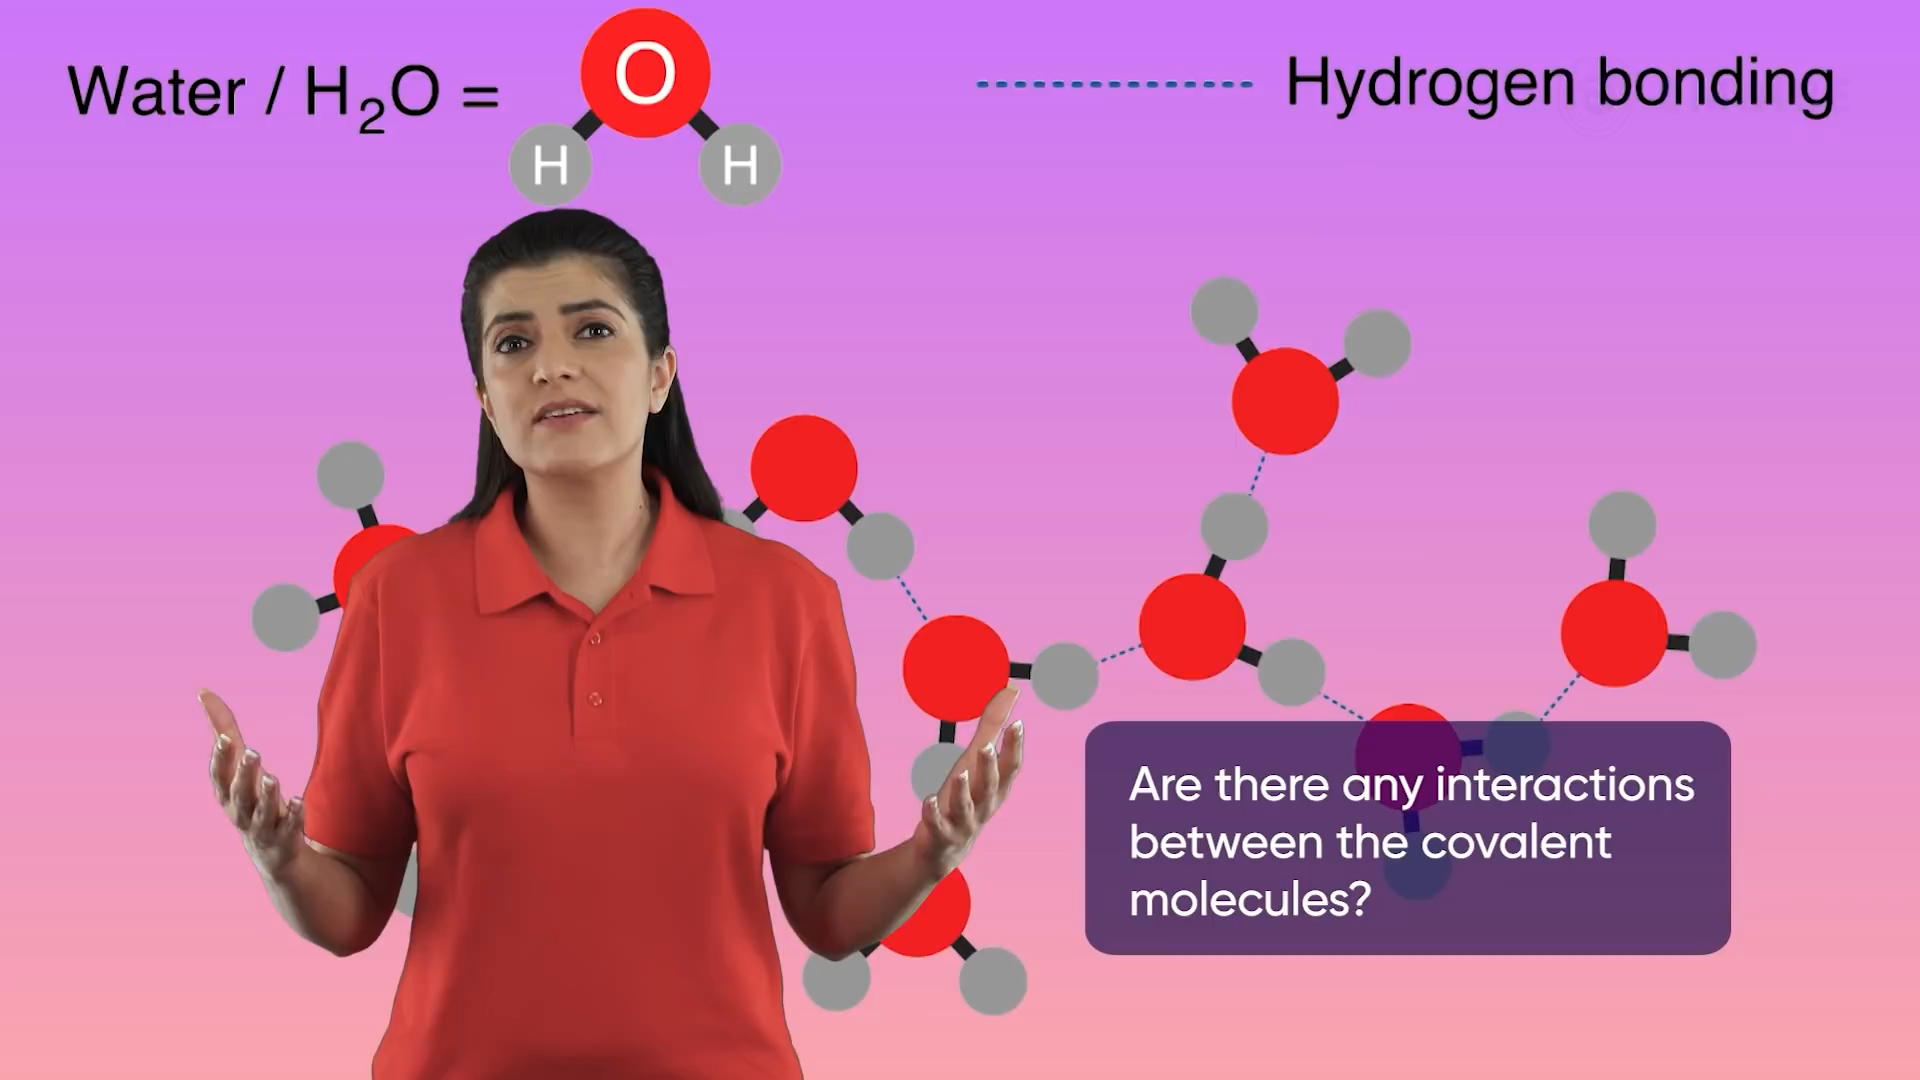 Water / H₂O =
O
H H
Hydrogen bonding
Are there any interactions
between the covalent
molecules?